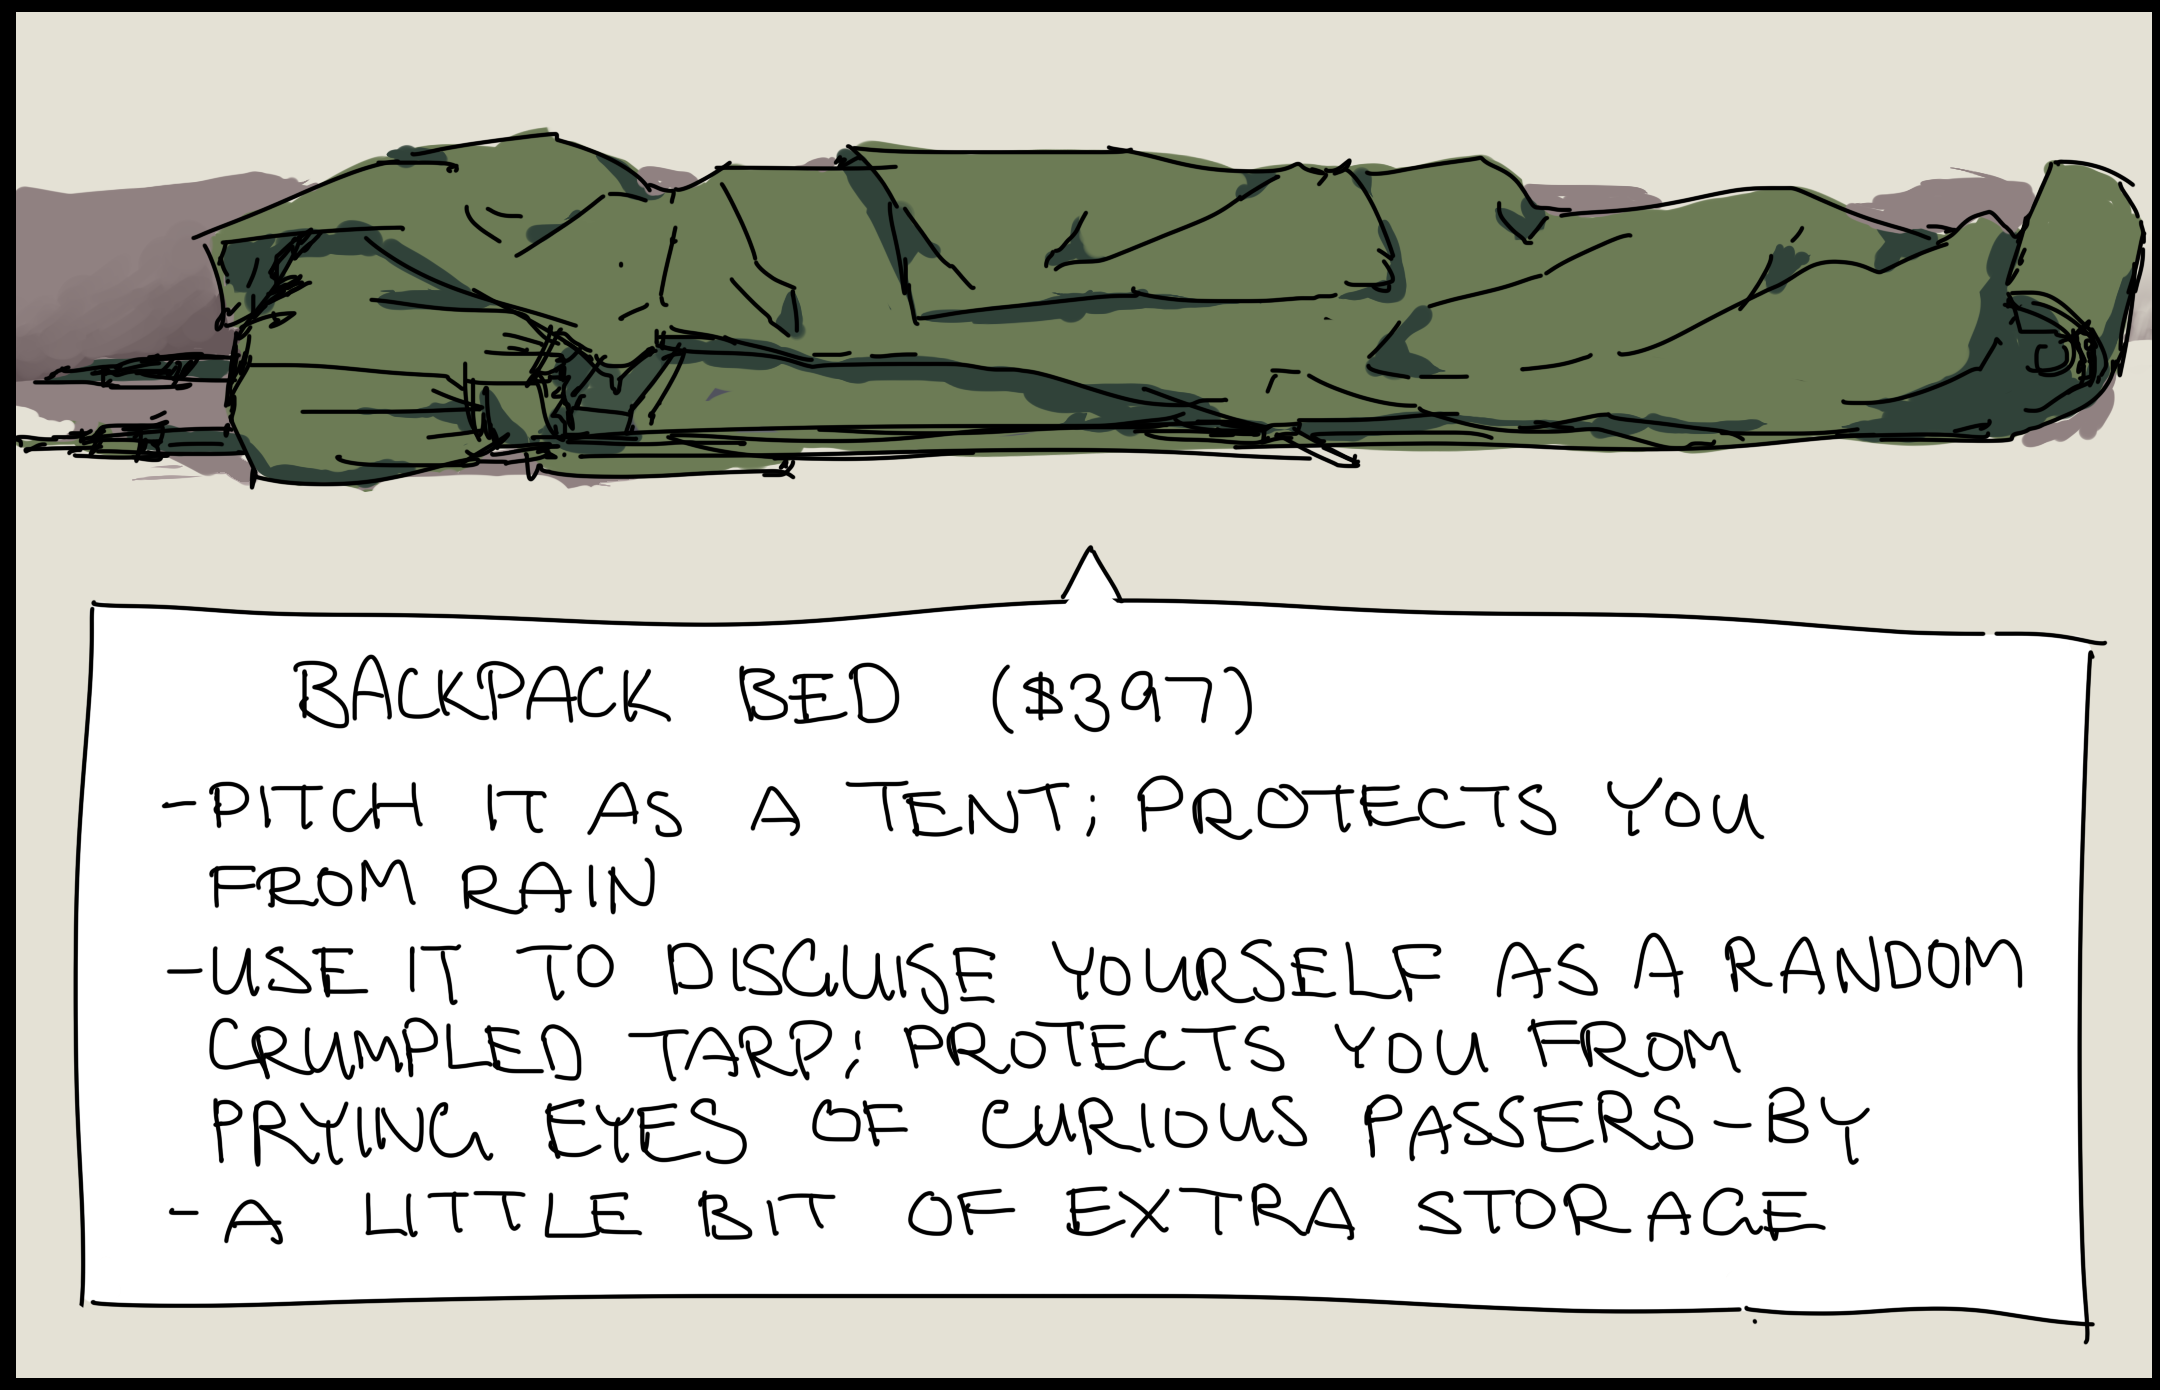 BACKPACK BED ($397)
-PITCH IT AS A TENT; PROTECTS YOU
FROM RAIN
-USE IT TO DISGUISE YOURSELF AS A RANDOM
CRUMPLED TARP; PROTECTS YOU FROM
PRYING EYES OF CURIOUS PASSERS-BY
- A LITTLE BIT OF EXTRA STORAGE